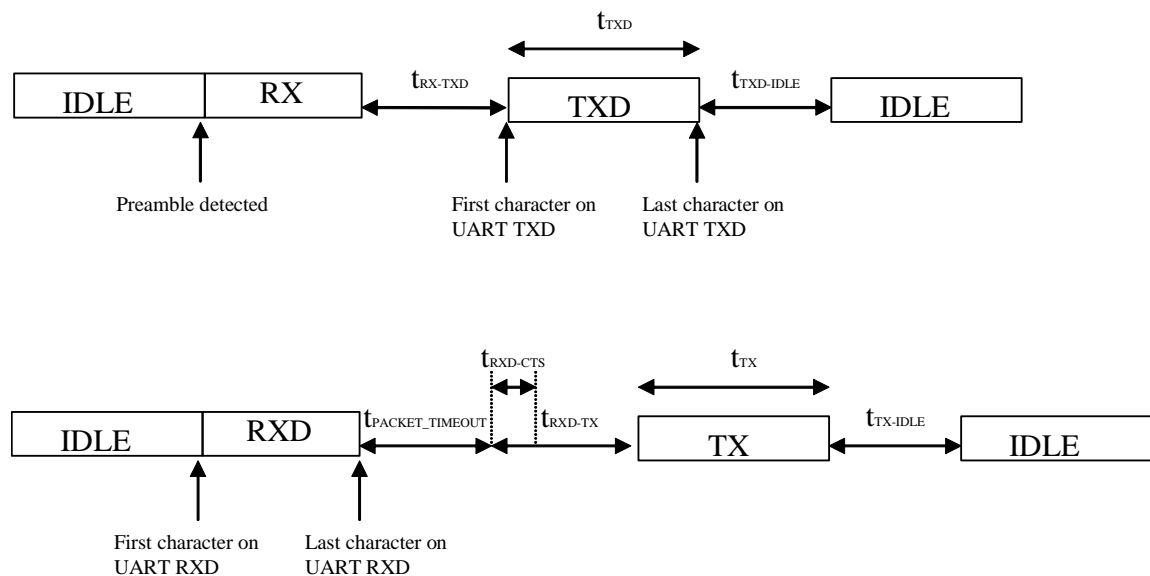 tTXD
IDLE
RX
tRX-TXD
TXD
tTXD-IDLE
IDLE
Preamble detected
First character on
UART TXD
Last character on
UART TXD
tRXD-CTS
tTX
IDLE
RXD
tPACKET_TIMEOUT
tRXD-TX
TX
tTX-IDLE
IDLE
First character on
UART RXD
Last character on
UART RXD